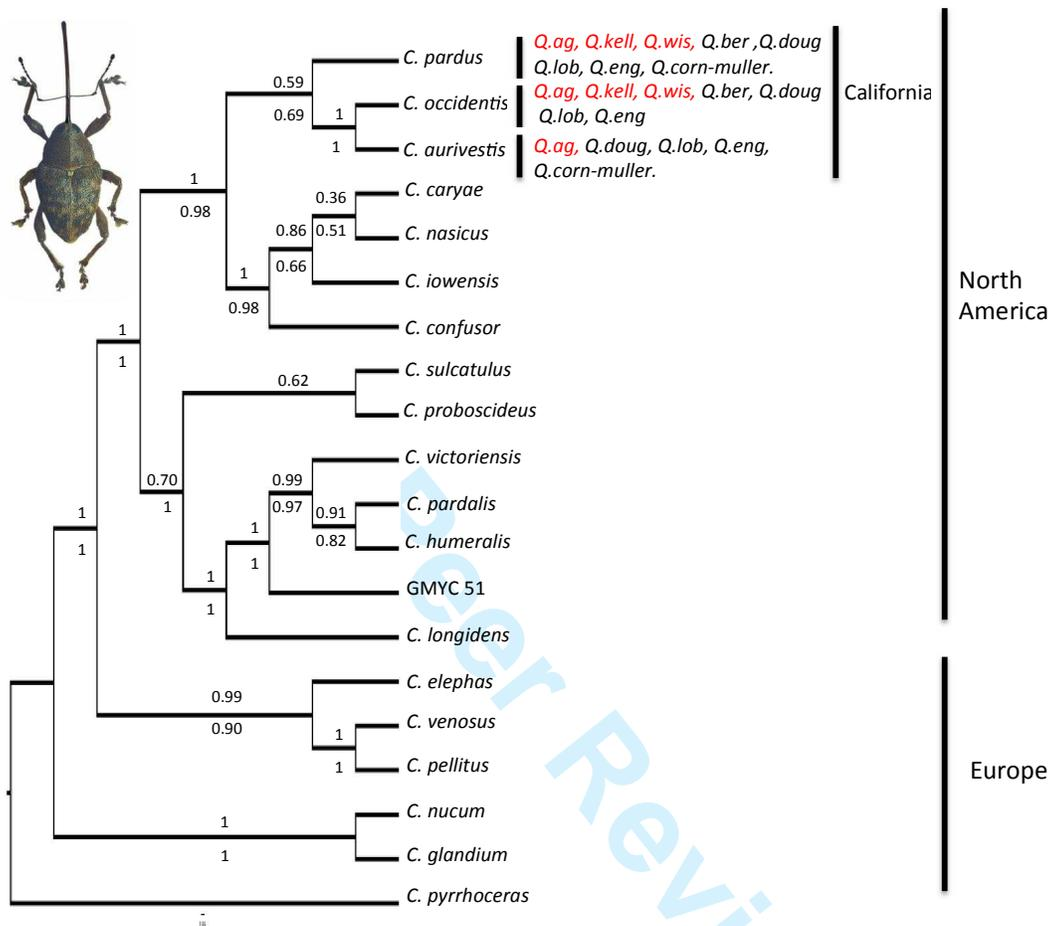 Q.ag, Q.kell, Q.wis, Q.ber ,Q.doug
C. pardus
Q.lob, Q.eng, Q.corn-muller.
0.59
0.69
Q.ag, Q.kell, Q.wis, Q.ber, Q.doug
C. occidentis
Q.lob, Q.eng
California
1
1
Q.ag, Q.doug, Q.lob, Q.eng,
C. aurivestis
Q.corn-muller.
1
0.98
C. caryae
0.36
0.51
C. nasicus
0.86
0.66
C. iowensis
1
0.98
C. confusor
North
America
1
1
C. sulcatulus
0.62
C. proboscideus
C. victoriensis
0.70
1
0.99
0.97
C. pardalis
0.91
0.82
C. humeralis
1
1
GMYC 51
1
1
C. longidens
1
1
C. elephas
0.99
0.90
C. venosus
1
1
C. pellitus
Europe
C. nucum
1
1
C. glandium
C. pyrrhoceras
Peer Revi